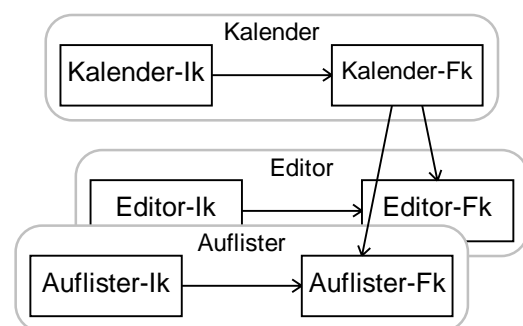 Kalender
Kalender-Ik
Kalender-Fk
Editor
Editor-Ik
Editor-Fk
Auflister
Auflister-Ik
Auflister-Fk